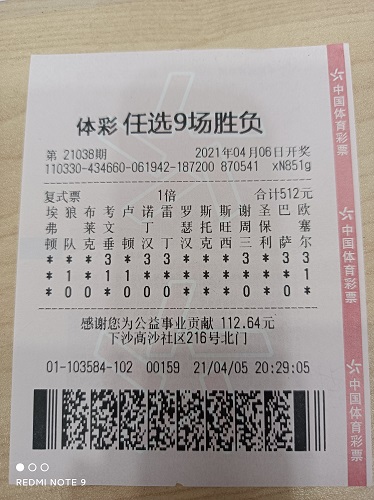 体彩 任选9场胜负
第 21038期 2021年04月06日开奖
110330-434660-061942-187200 870541 xN851g
复式票 1倍 合计512元
埃 狼 布 考 卢 诺 雷 罗 斯 斯 谢 圣 巴 欧
弗 莱 文 丁 瑟 托 旺 周 保 塞
顿 队 克 垂 顿 汉 丁 汉 克 西 三 利 萨 尔
感谢您为公益事业贡献 112.64元
下沙高沙社区216号北门
01-103584-102 00159 21/04/05 20:29:05
中国体育彩票
中国体育彩票
中国体育彩票
REDMI NOTE 9